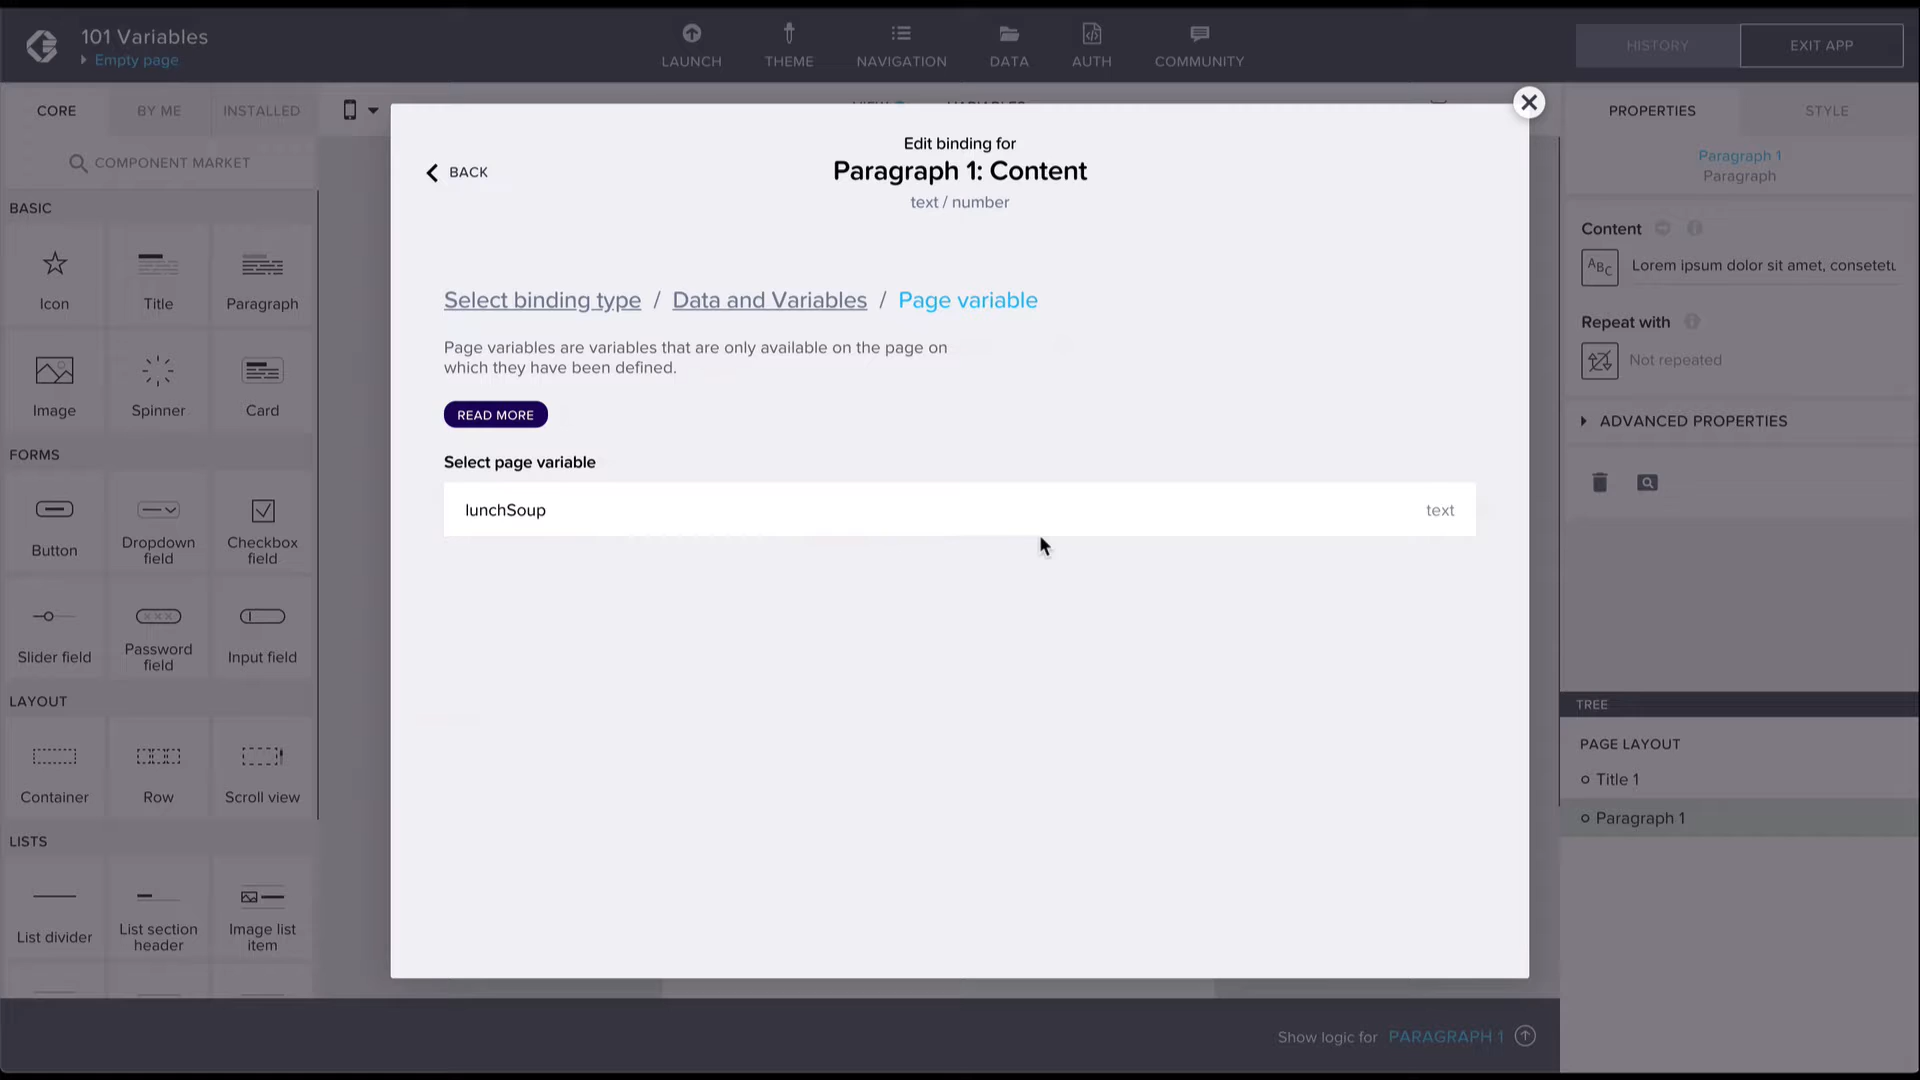 101 Variables
Empty page
LAUNCH
THEME
NAVIGATION
DATA
AUTH
COMMUNITY
HISTORY
EXIT APP
CORE
BY ME
INSTALLED
COMPONENT MARKET
BASIC
Icon
Title
Paragraph
Image
Spinner
Card
FORMS
Button
Dropdown
field
Checkbox
field
Slider field
Password
field
Input field
LAYOUT
Container
Row
Scroll view
LISTS
List divider
List section
header
Image list
item
BACK
Edit binding for
Paragraph 1: Content
text / number
Select binding type / Data and Variables / Page variable
Page variables are variables that are only available on the page on
which they have been defined.
READ MORE
Select page variable
lunchSoup
text
PROPERTIES
STYLE
Paragraph 1
Paragraph
Content
ABC
Lorem ipsum dolor sit amet, consetetu
Repeat with
Not repeated
ADVANCED PROPERTIES
TREE
PAGE LAYOUT
Title 1
Paragraph 1
Show logic for PARAGRAPH 1